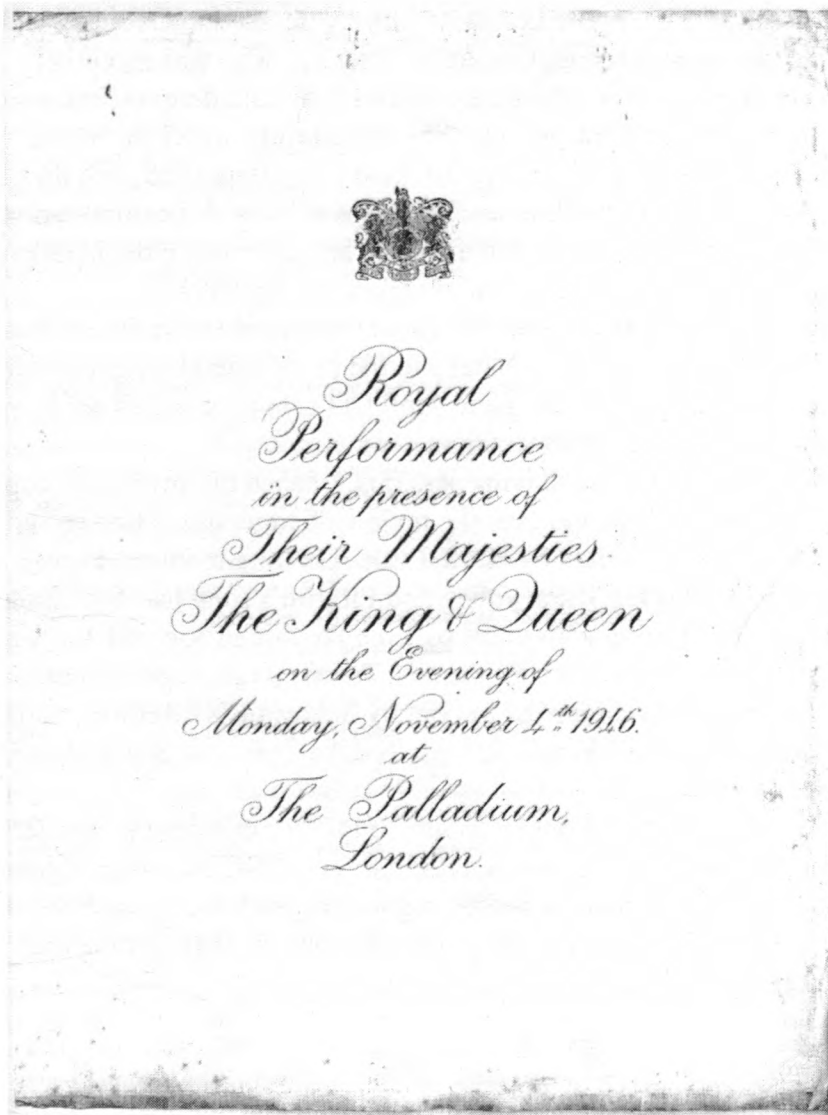 Royal
Performance
in the presence of
Their Majesties
The King & Queen
on the Evening of
Monday, November 4th 1946.
at
The Palladium,
London.